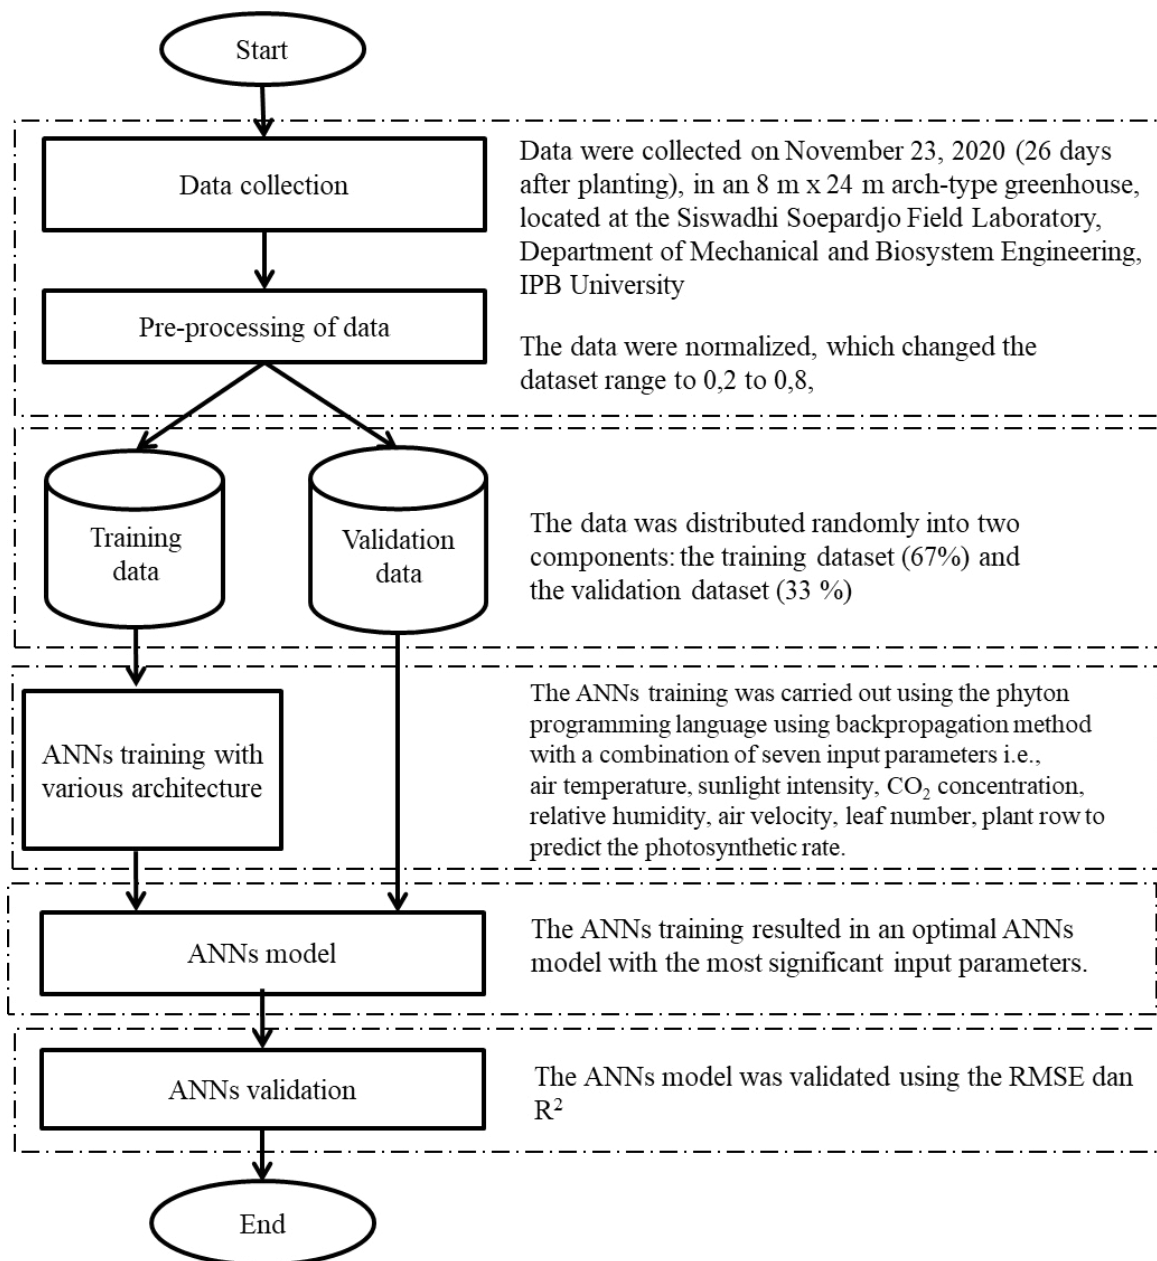 Start
Data collection
Data were collected on November 23, 2020 (26 days
after planting), in an 8 m x 24 m arch-type greenhouse,
located at the Siswadhi Soepardjo Field Laboratory,
Department of Mechanical and Biosystem Engineering,
IPB University
Pre-processing of data
The data were normalized, which changed the
dataset range to 0,2 to 0,8,
Training
data
Validation
data
The data was distributed randomly into two
components: the training dataset (67%) and
the validation dataset (33 %)
ANNs training with
various architecture
The ANNs training was carried out using the phyton
programming language using backpropagation method
with a combination of seven input parameters i.e.,
air temperature, sunlight intensity, CO₂ concentration,
relative humidity, air velocity, leaf number, plant row to
predict the photosynthetic rate.
ANNs model
The ANNs training resulted in an optimal ANNs
model with the most significant input parameters.
ANNs validation
The ANNs model was validated using the RMSE dan
R²
End